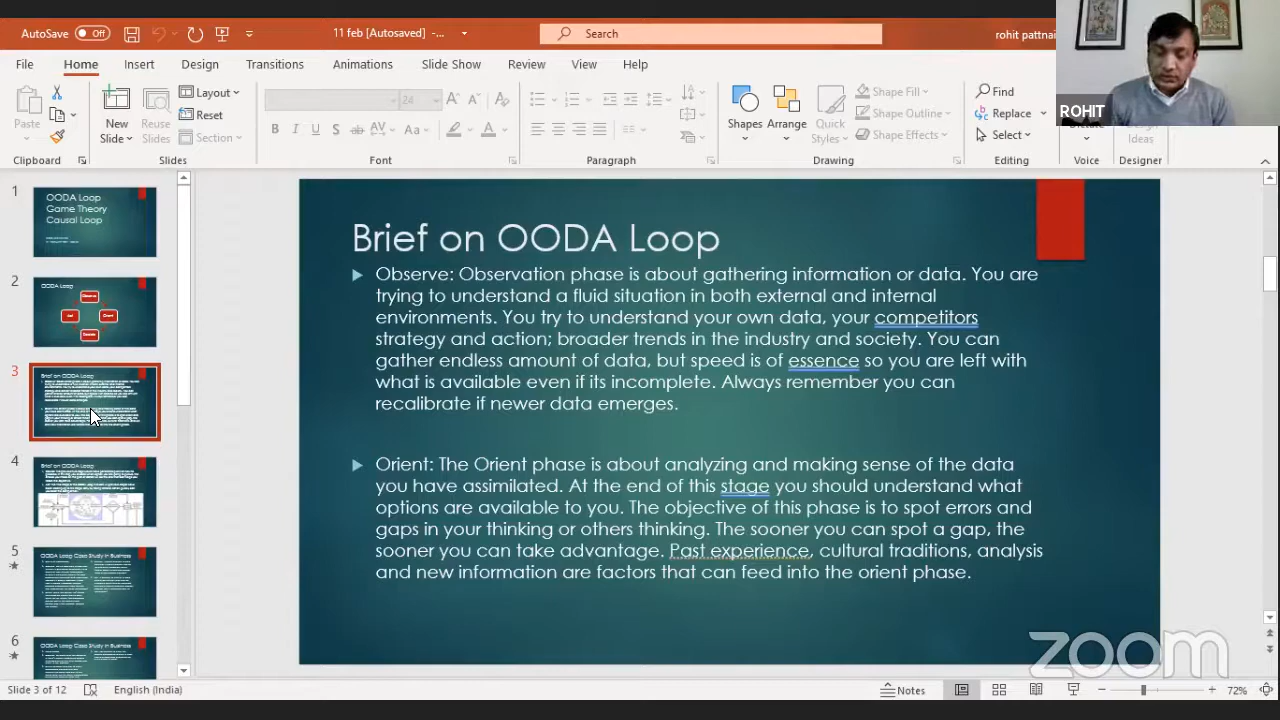 AutoSave Off 11 feb [Autosaved] -... Search rohit pattnai
File Home Insert Design Transitions Animations Slide Show Review View Help
ROHIT
Paste New Slide Reuse Slides Layout Reset Section
24
B I U S ab AV Aa A
Shapes Arrange Quick Styles Shape Fill Shape Outline Shape Effects
Find Replace Select
Design Ideas
Clipboard Slides Font Paragraph Drawing Editing Voice Designer
1
OODA Loop
Game Theory
Causal Loop
2
OODA Loop
3
Brief on OODA Loop
4
Brief on OODA Loop
5
OODA Loop Case Study in Business
6
OODA Loop Case Study in Business
Brief on OODA Loop
Observe: Observation phase is about gathering information or data. You are
trying to understand a fluid situation in both external and internal
environments. You try to understand your own data, your competitors
strategy and action; broader trends in the industry and society. You can
gather endless amount of data, but speed is of essence so you are left with
what is available even if its incomplete. Always remember you can
recalibrate if newer data emerges.
Orient: The Orient phase is about analyzing and making sense of the data
you have assimilated. At the end of this stage you should understand what
options are available to you. The objective of this phase is to spot errors and
gaps in your thinking or others thinking. The sooner you can spot a gap, the
sooner you can take advantage. Past experience, cultural traditions, analysis
and new information are factors that can feed into the orient phase.
zoom
Slide 3 of 12 English (India) Notes 72%